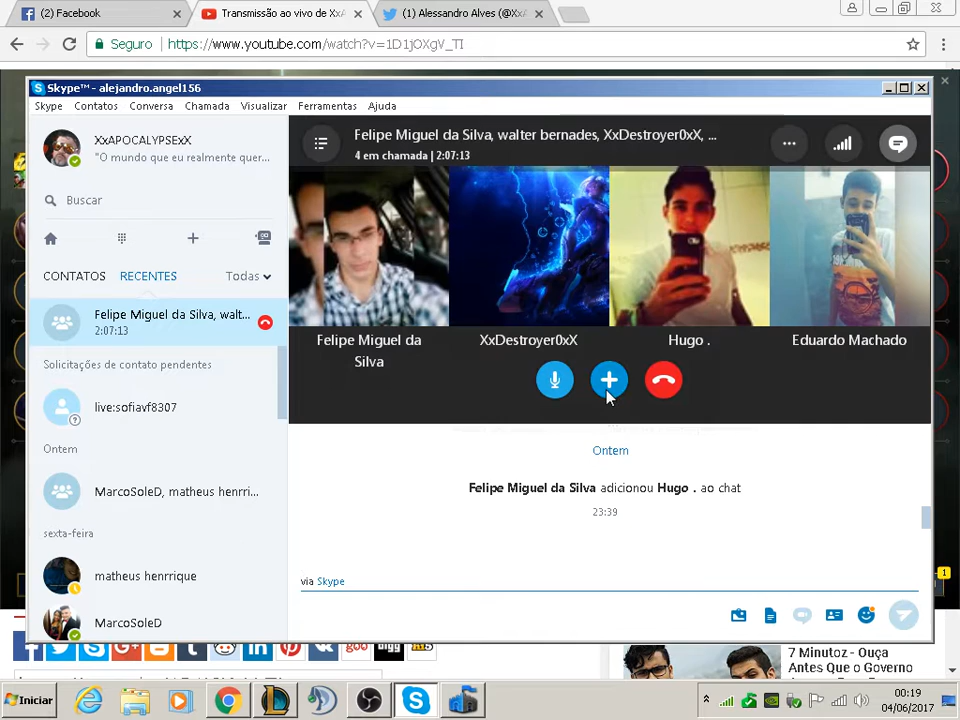 (2) Facebook
Transmissão ao vivo de XxA
(1) Alessandro Alves (@XxA
Seguro
https://www.youtube.com/watch?v=1D1jOXgV_TI
Skype™ - alejandro.angel156
Skype Contatos Conversa Chamada Visualizar Ferramentas Ajuda
XxAPOCALYPSExX
"O mundo que eu realmente quer...
Buscar
CONTATOS RECENTES Todas
Felipe Miguel da Silva, walt...
2:07:13
Solicitações de contato pendentes
live:sofiavf8307
Ontem
MarcoSoleD, matheus henrri...
sexta-feira
matheus henrrique
MarcoSoleD
Felipe Miguel da Silva, walter bernades, XxDestroyer0xX, ...
4 em chamada | 2:07:13
Felipe Miguel da
Silva
XxDestroyer0xX
Hugo .
Eduardo Machado
Ontem
Felipe Miguel da Silva adicionou Hugo . ao chat
23:39
via Skype
1
goo
digg
7 Minutoz - Ouça
Antes Que o Governo
Iniciar
00:19
04/06/2017